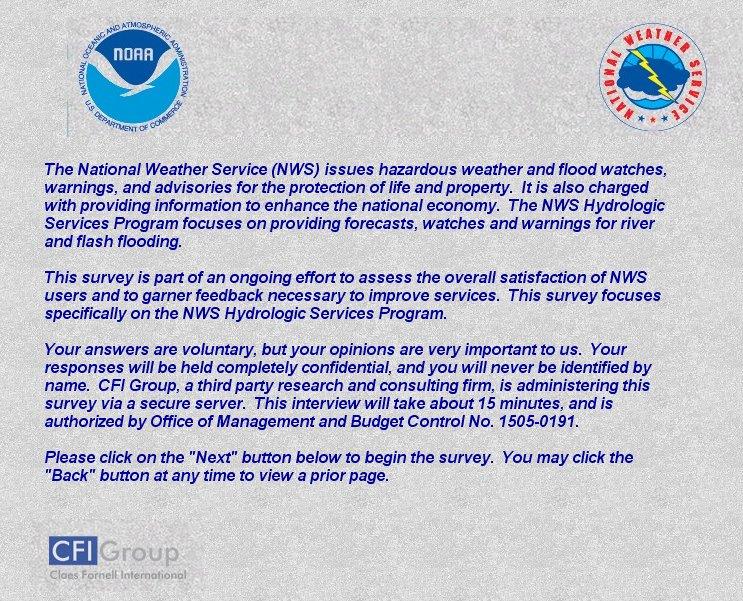 NATIONAL OCEANIC AND ATMOSPHERIC ADMINISTRATION
NOAA
U.S. DEPARTMENT OF COMMERCE
NATIONAL WEATHER SERVICE
The National Weather Service (NWS) issues hazardous weather and flood watches,
warnings, and advisories for the protection of life and property.  It is also charged
with providing information to enhance the national economy.  The NWS Hydrologic
Services Program focuses on providing forecasts, watches and warnings for river
and flash flooding.
This survey is part of an ongoing effort to assess the overall satisfaction of NWS
users and to garner feedback necessary to improve services.  This survey focuses
specifically on the NWS Hydrologic Services Program.
Your answers are voluntary, but your opinions are very important to us.  Your
responses will be held completely confidential, and you will never be identified by
name.  CFI Group, a third party research and consulting firm, is administering this
survey via a secure server.  This interview will take about 15 minutes, and is
authorized by Office of Management and Budget Control No. 1505-0191.
Please click on the "Next" button below to begin the survey.  You may click the
"Back" button at any time to view a prior page.
CFI Group
Claes Fornell International